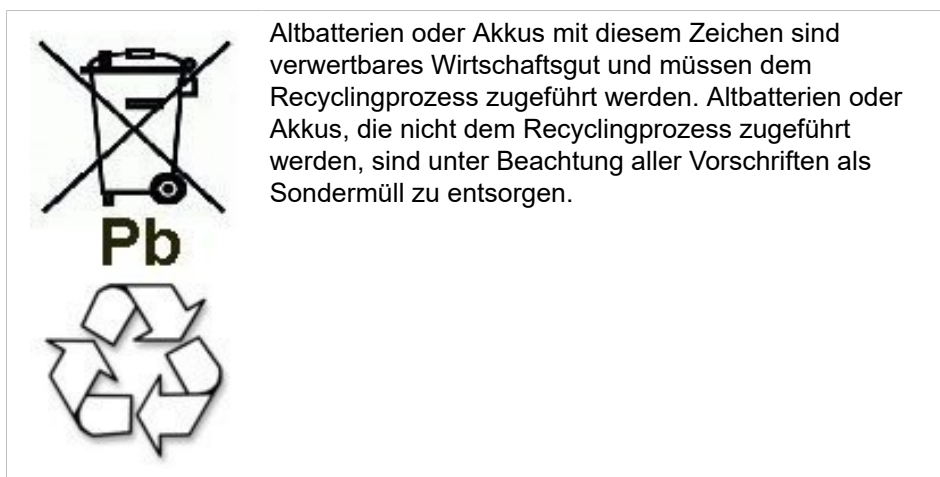 Altbatterien oder Akkus mit diesem Zeichen sind
verwertbares Wirtschaftsgut und müssen dem
Recyclingprozess zugeführt werden. Altbatterien oder
Akkus, die nicht dem Recyclingprozess zugeführt
werden, sind unter Beachtung aller Vorschriften als
Sondermüll zu entsorgen.
Pb